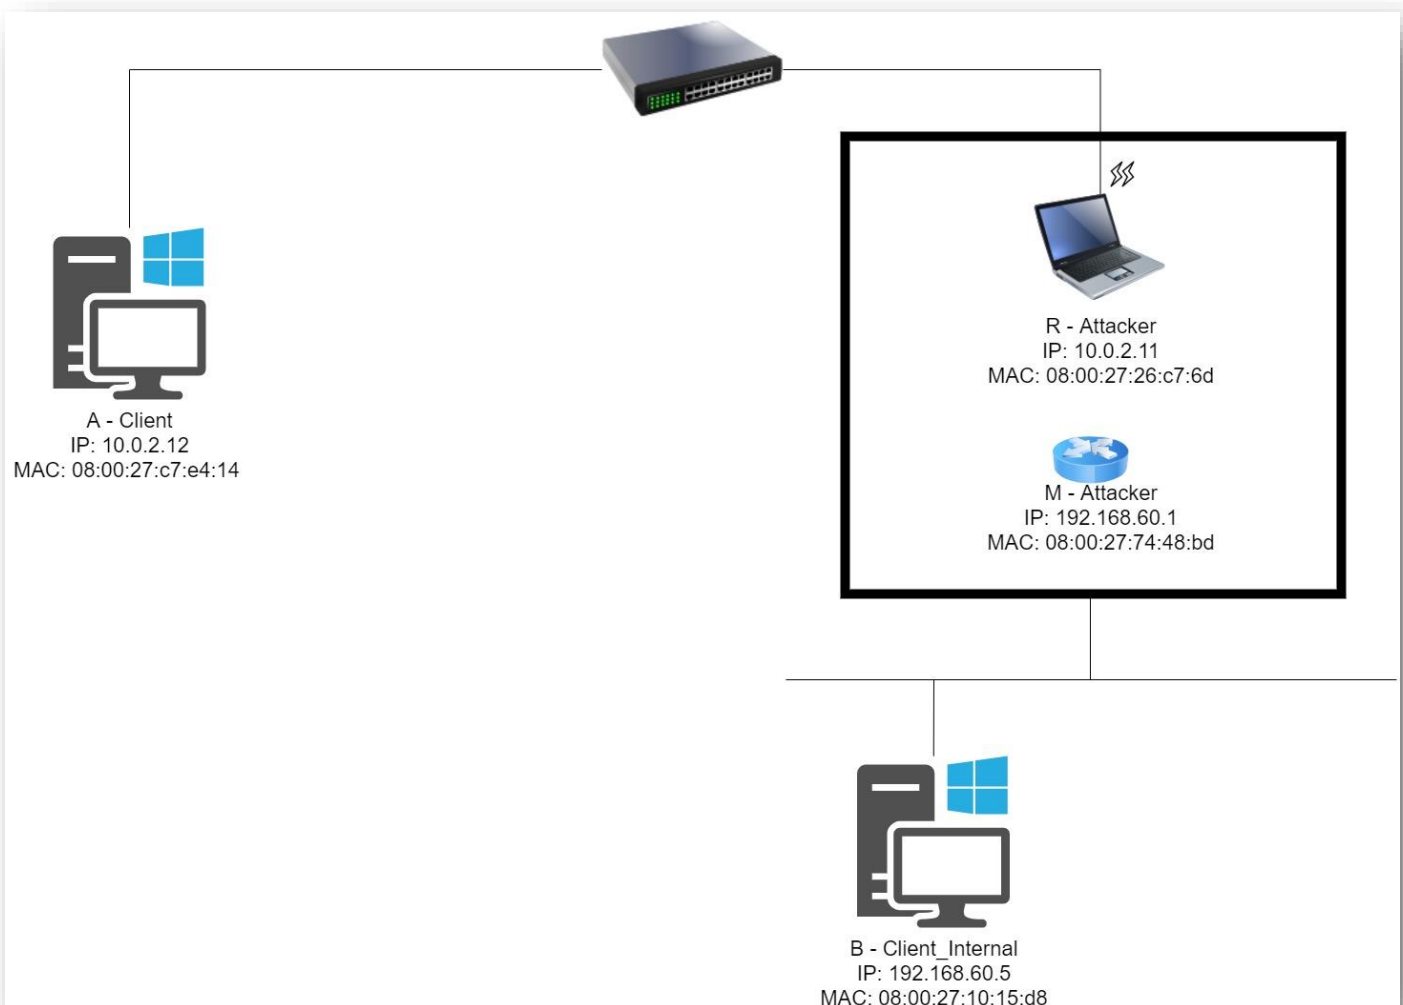 R - Attacker
IP: 10.0.2.11
MAC: 08:00:27:26:c7:6d
A - Client
IP: 10.0.2.12
MAC: 08:00:27:c7:e4:14
M - Attacker
IP: 192.168.60.1
MAC: 08:00:27:74:48:bd
B - Client_Internal
IP: 192.168.60.5
MAC: 08:00:27:10:15:d8